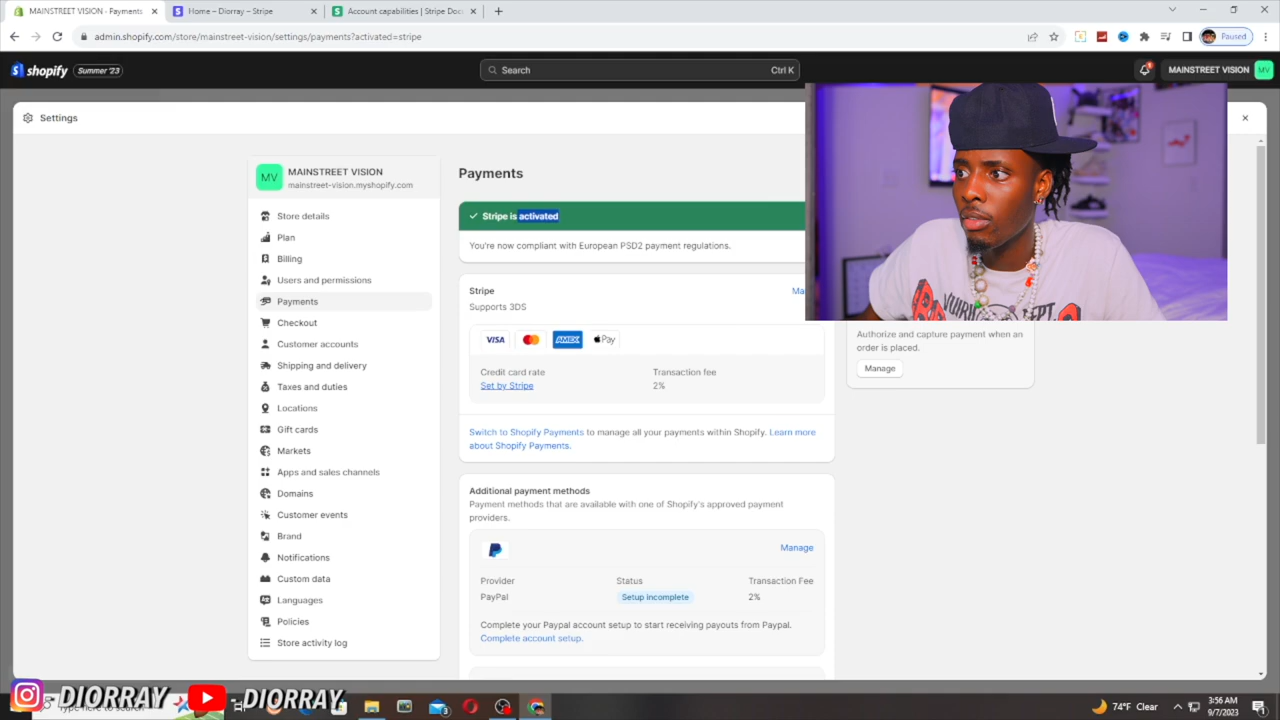 MAINSTREET VISION - Payments
Home – Diorray – Stripe
Account capabilities | Stripe Doc
admin.shopify.com/store/mainstreet-vision/settings/payments?activated=stripe
Paused
shopify
Summer '23
Search
Ctrl K
MAINSTREET VISION
MV
Settings
MV
MAINSTREET VISION
mainstreet-vision.myshopify.com
Store details
Plan
Billing
Users and permissions
Payments
Checkout
Customer accounts
Shipping and delivery
Taxes and duties
Locations
Gift cards
Markets
Apps and sales channels
Domains
Customer events
Brand
Notifications
Custom data
Languages
Policies
Store activity log
Payments
Stripe is activated
You're now compliant with European PSD2 payment regulations.
Stripe
Supports 3DS
VISA
AMEX
Pay
Credit card rate
Transaction fee
Set by Stripe
2%
Switch to Shopify Payments to manage all your payments within Shopify. Learn more
about Shopify Payments.
Additional payment methods
Payment methods that are available with one of Shopify's approved payment
providers.
Manage
Provider
Status
Transaction Fee
PayPal
Setup incomplete
2%
Complete your Paypal account setup to start receiving payouts from Paypal.
Complete account setup.
Authorize and capture payment when an
order is placed.
Manage
DIORRAY
- DIORRAY
74°F Clear
3:56 AM
9/7/2023